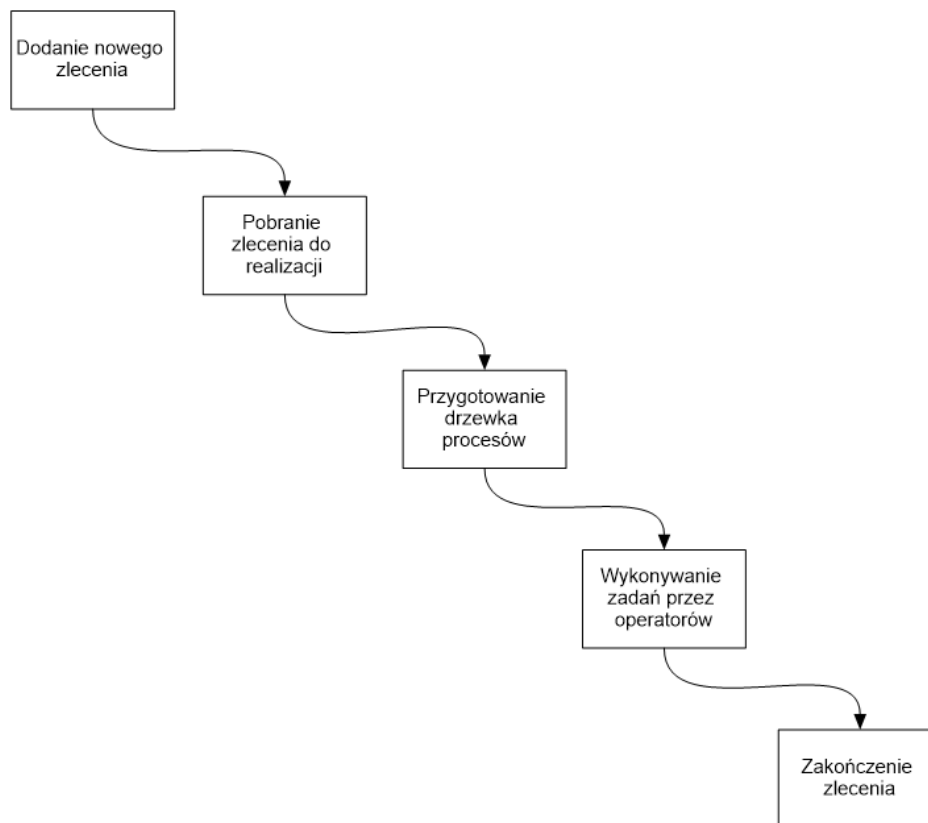 Dodanie nowego
zlecenia
Pobranie
zlecenia do
realizacji
Przygotowanie
drzewka
procesów
Wykonywanie
zadań przez
operatorów
Zakończenie
zlecenia